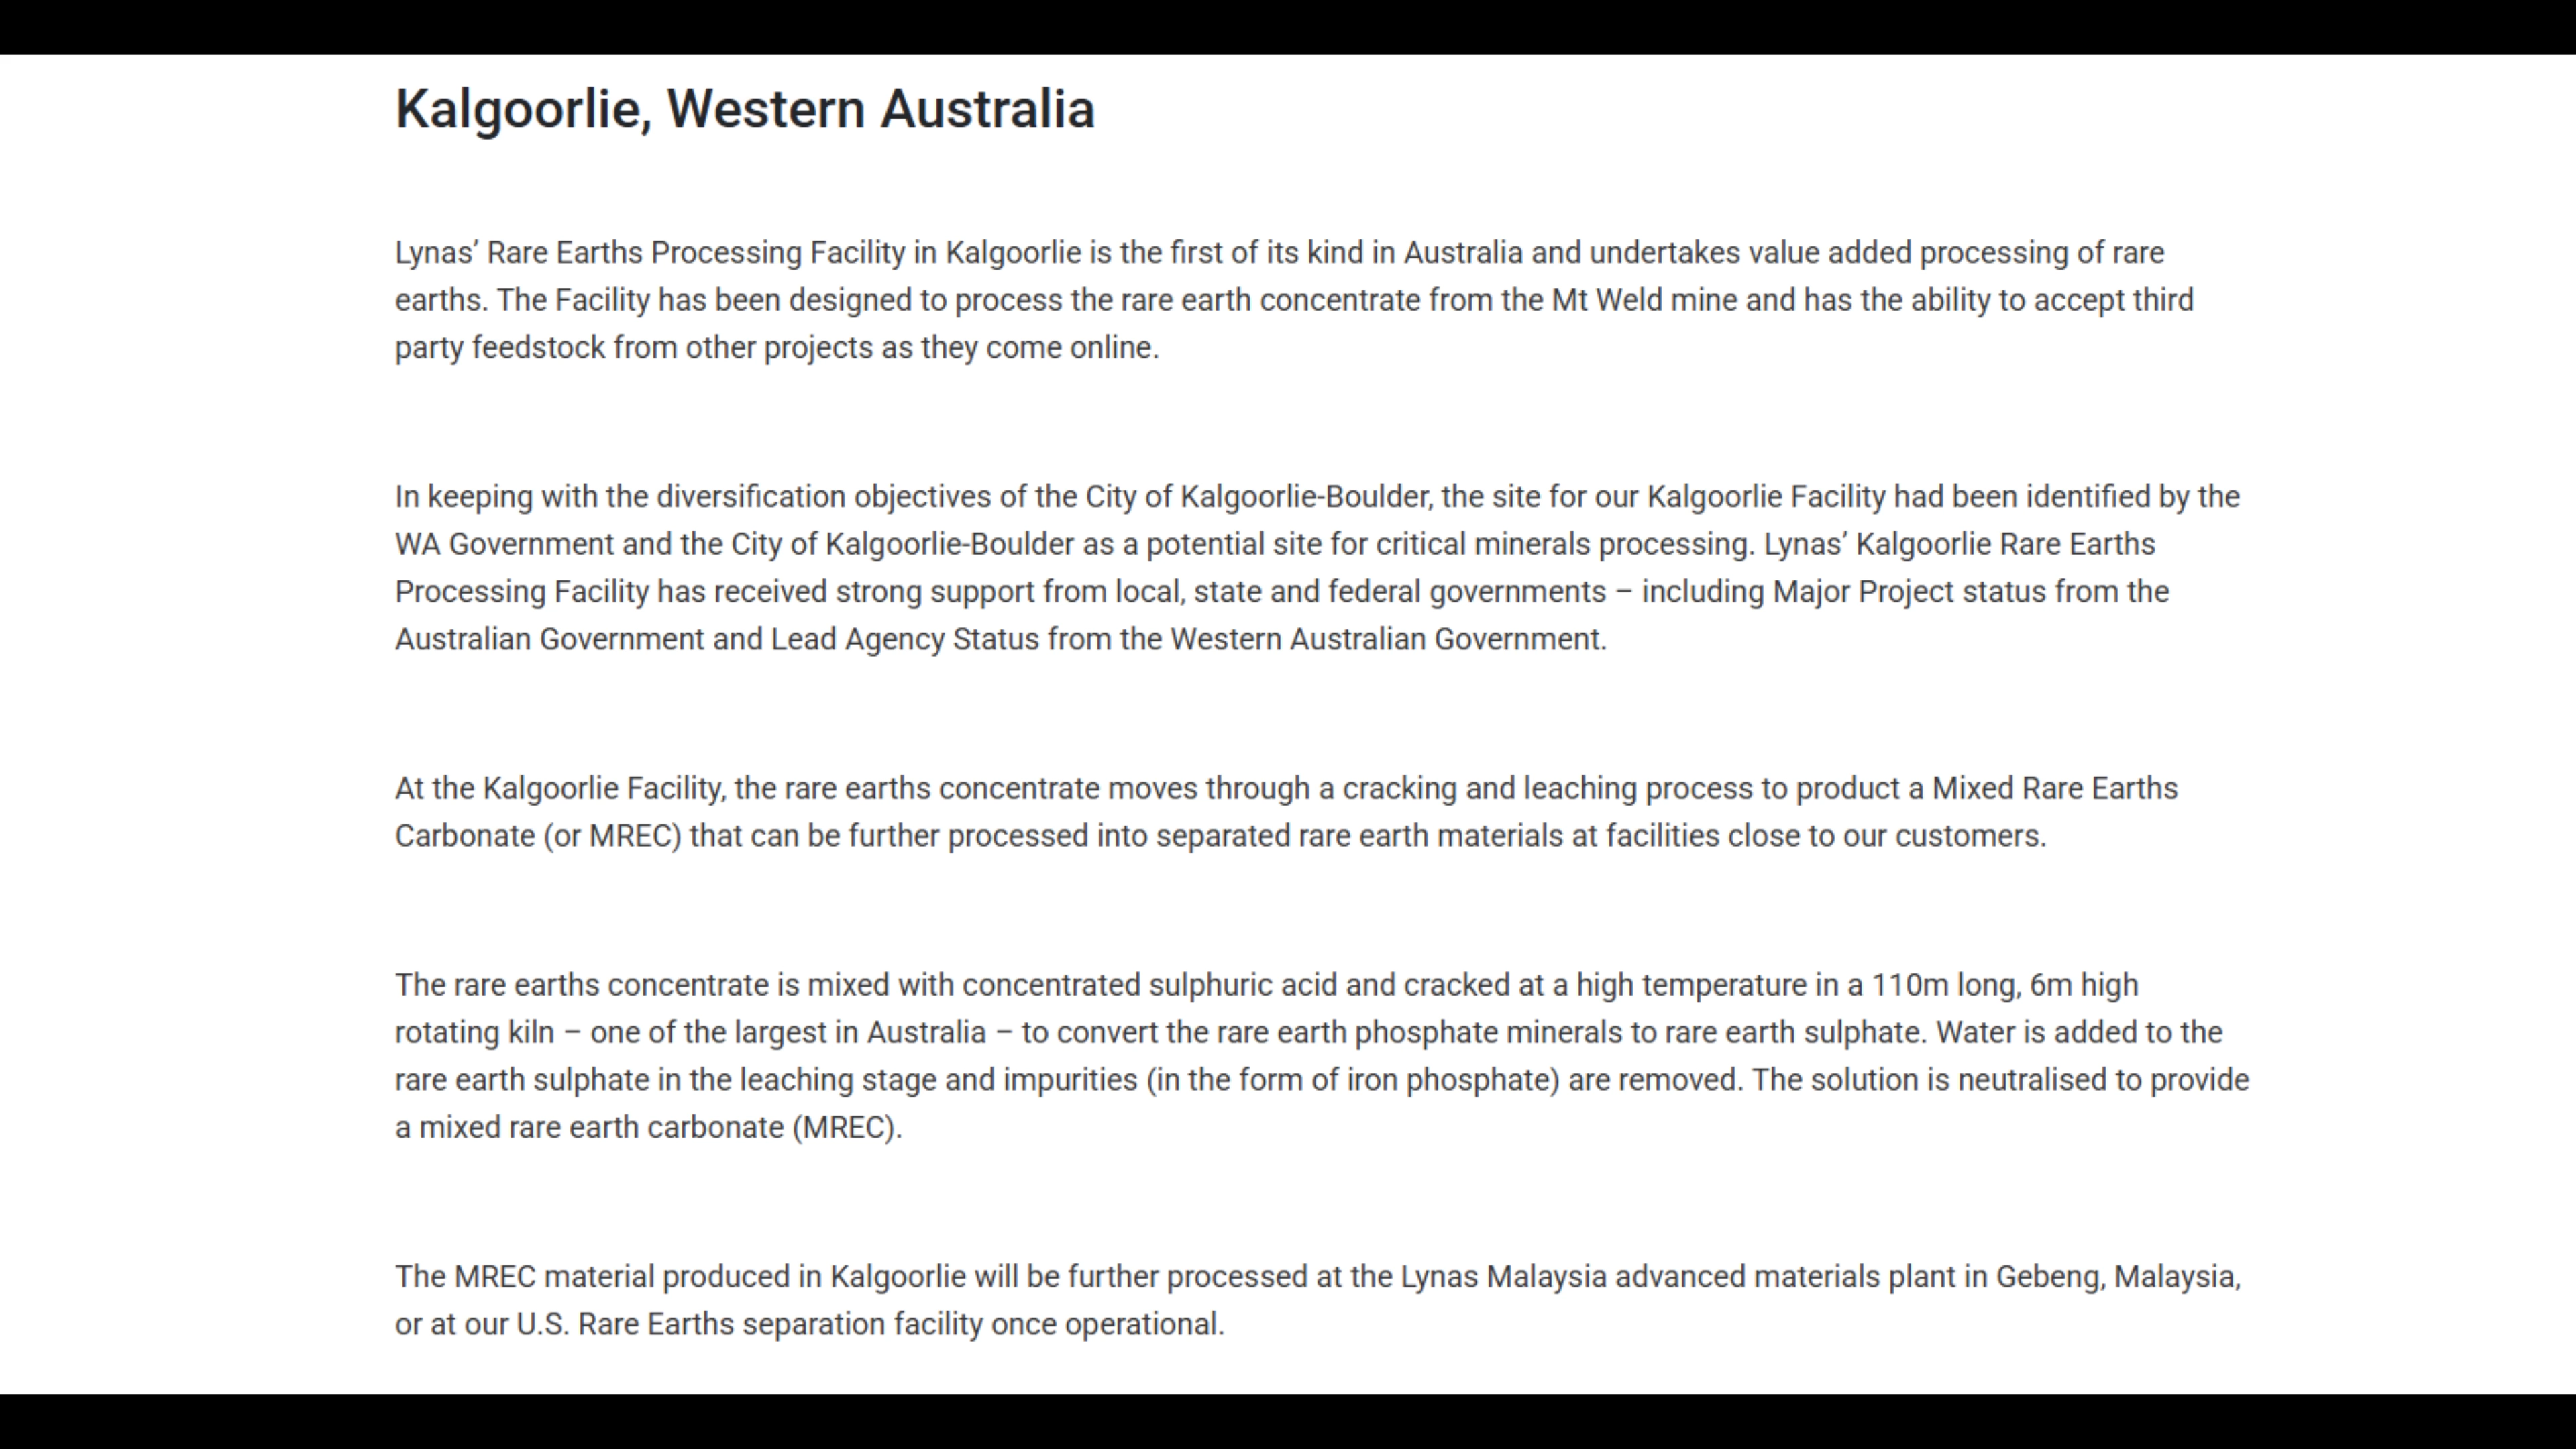 Kalgoorlie, Western Australia
Lynas’ Rare Earths Processing Facility in Kalgoorlie is the first of its kind in Australia and undertakes value added processing of rare
earths. The Facility has been designed to process the rare earth concentrate from the Mt Weld mine and has the ability to accept third
party feedstock from other projects as they come online.
In keeping with the diversification objectives of the City of Kalgoorlie-Boulder, the site for our Kalgoorlie Facility had been identified by the
WA Government and the City of Kalgoorlie-Boulder as a potential site for critical minerals processing. Lynas’ Kalgoorlie Rare Earths
Processing Facility has received strong support from local, state and federal governments – including Major Project status from the
Australian Government and Lead Agency Status from the Western Australian Government.
At the Kalgoorlie Facility, the rare earths concentrate moves through a cracking and leaching process to product a Mixed Rare Earths
Carbonate (or MREC) that can be further processed into separated rare earth materials at facilities close to our customers.
The rare earths concentrate is mixed with concentrated sulphuric acid and cracked at a high temperature in a 110m long, 6m high
rotating kiln – one of the largest in Australia – to convert the rare earth phosphate minerals to rare earth sulphate. Water is added to the
rare earth sulphate in the leaching stage and impurities (in the form of iron phosphate) are removed. The solution is neutralised to provide
a mixed rare earth carbonate (MREC).
The MREC material produced in Kalgoorlie will be further processed at the Lynas Malaysia advanced materials plant in Gebeng, Malaysia,
or at our U.S. Rare Earths separation facility once operational.